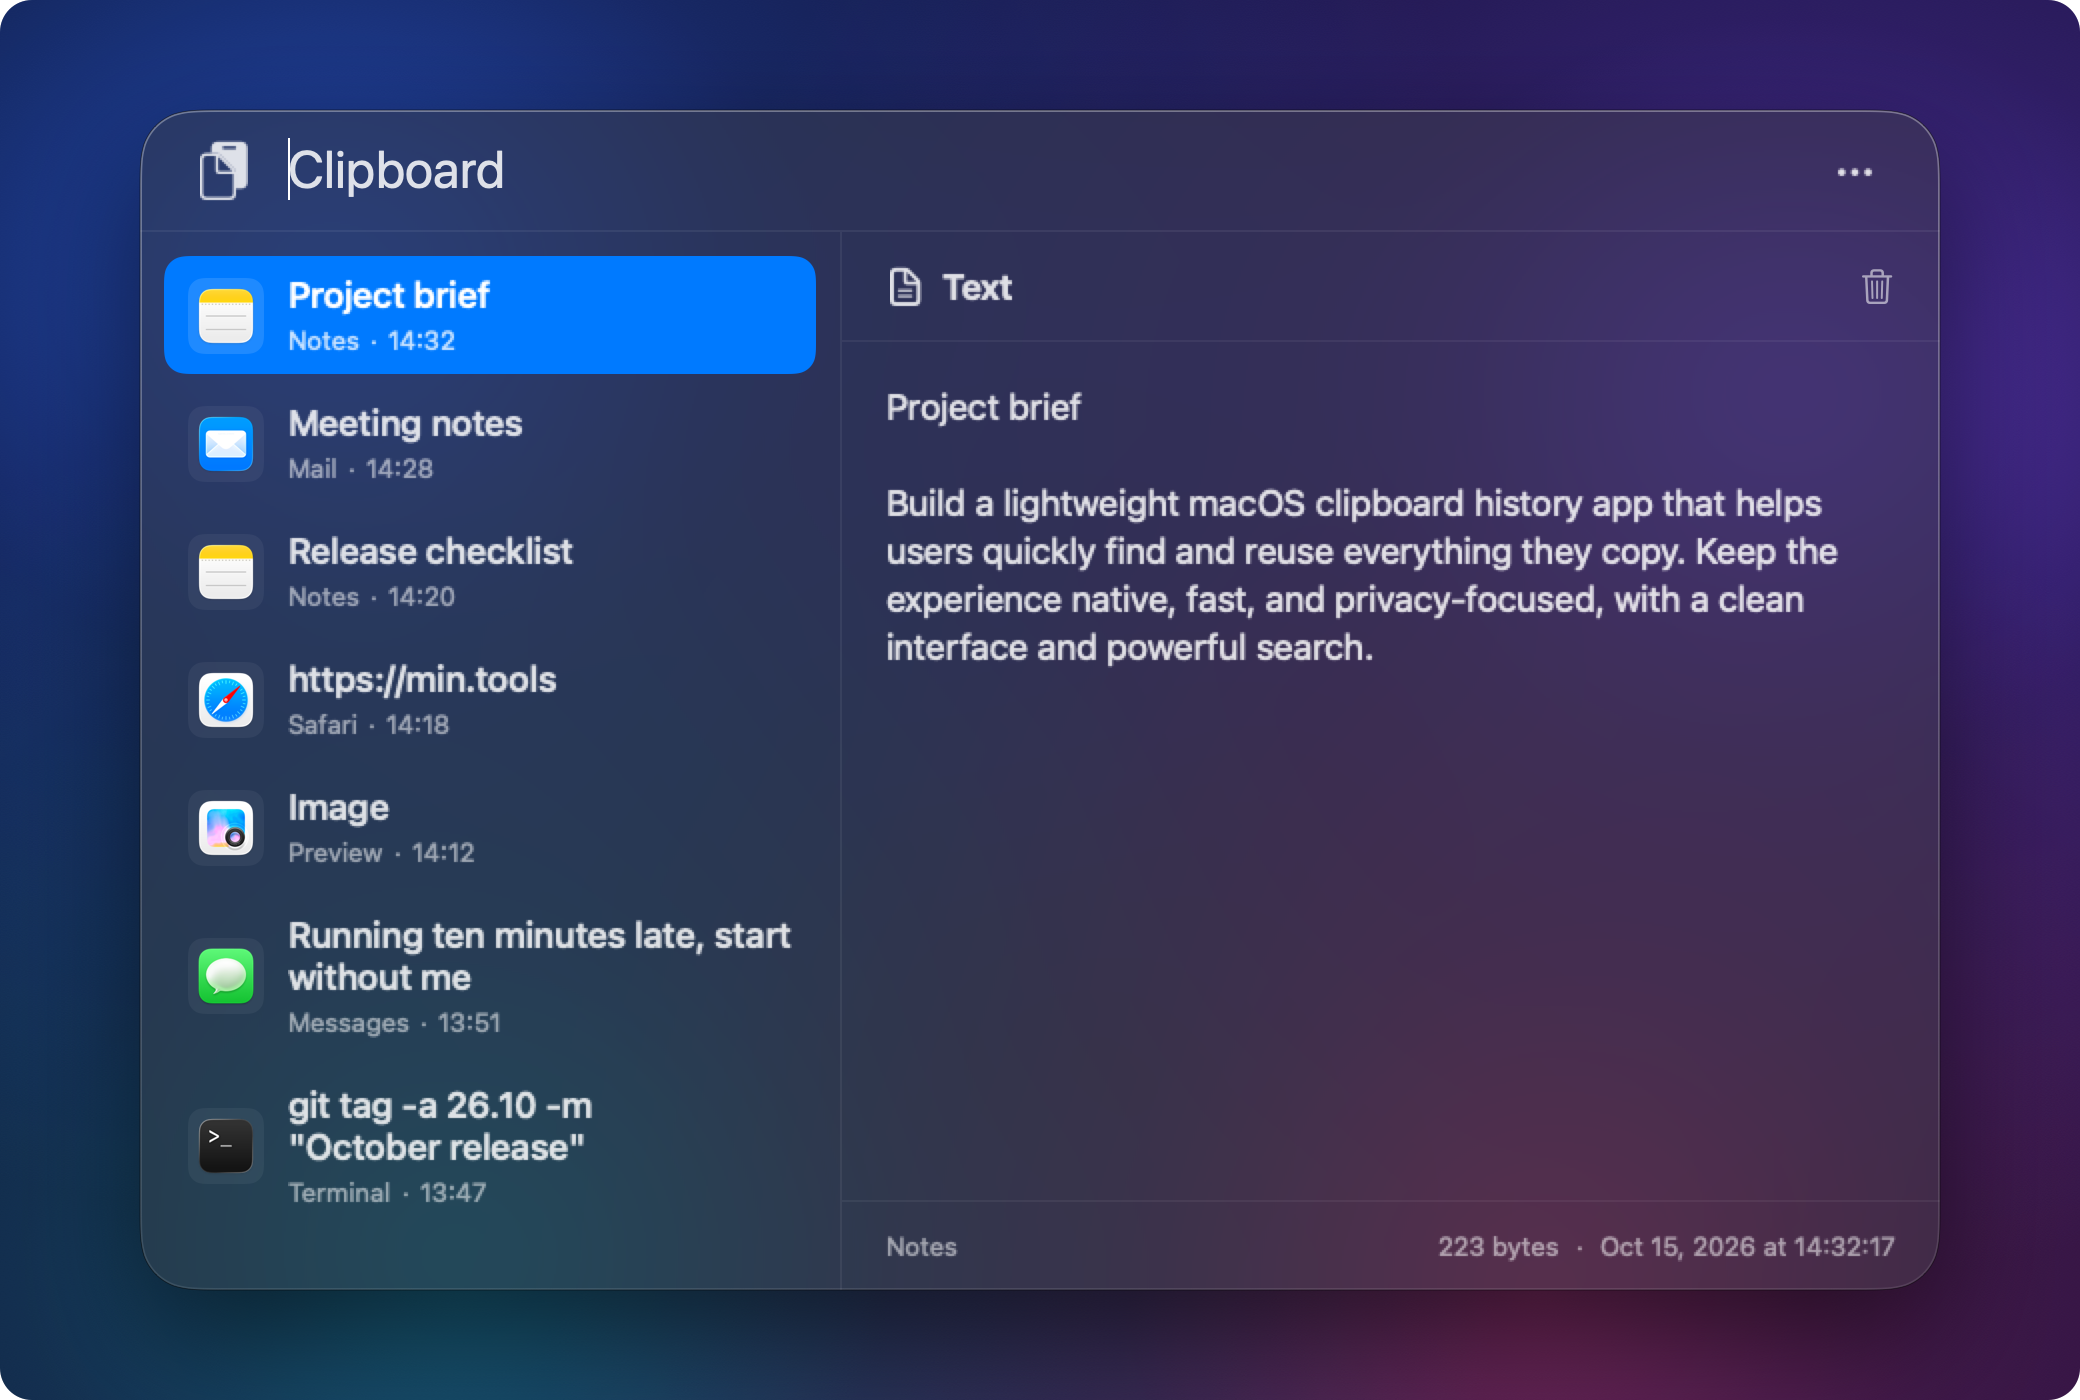 Clipboard
Project brief
Notes · 14:32
Meeting notes
Mail · 14:28
Release checklist
Notes · 14:20
https://min.tools
Safari · 14:18
Image
Preview · 14:12
Running ten minutes late, start
without me
Messages · 13:51
git tag -a 26.10 -m
"October release"
Terminal · 13:47
Text
Project brief
Build a lightweight macOS clipboard history app that helps
users quickly find and reuse everything they copy. Keep the
experience native, fast, and privacy-focused, with a clean
interface and powerful search.
Notes
223 bytes · Oct 15, 2026 at 14:32:17